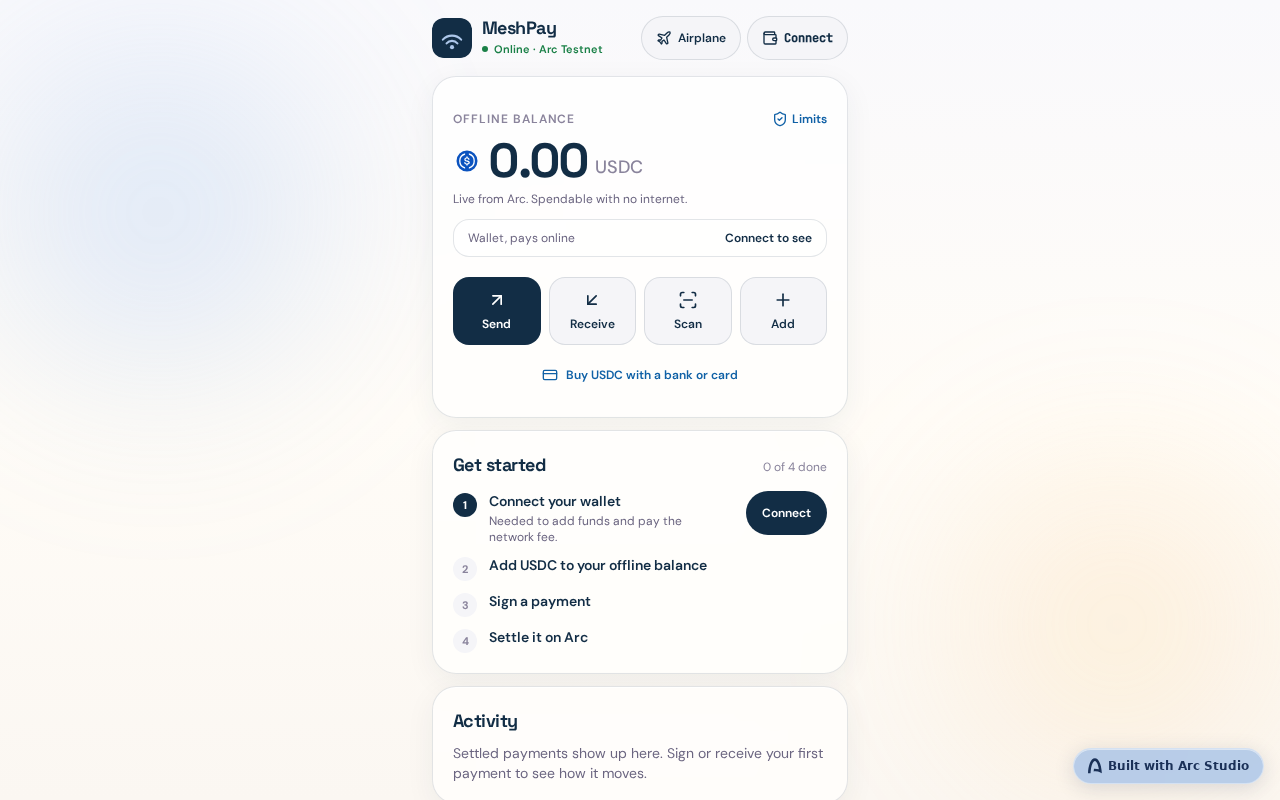 MeshPay
Online · Arc Testnet
Airplane
Connect
OFFLINE BALANCE
Limits
0.00 USDC
Live from Arc. Spendable with no internet.
Wallet, pays online
Connect to see
Send
Receive
Scan
Add
Buy USDC with a bank or card
Get started
0 of 4 done
1
Connect your wallet
Needed to add funds and pay the
network fee.
Connect
2
Add USDC to your offline balance
3
Sign a payment
4
Settle it on Arc
Activity
Settled payments show up here. Sign or receive your first
payment to see how it moves.
Built with Arc Studio